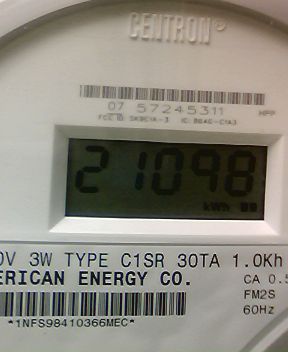 CENTRON®
07 57245311 MPP
21098
kWh
0V 3W TYPE C1SR 30TA 1.0Kh
ERICAN ENERGY CO.
CA 0.5
FM2S
60Hz
*1NFS98410366MEC*